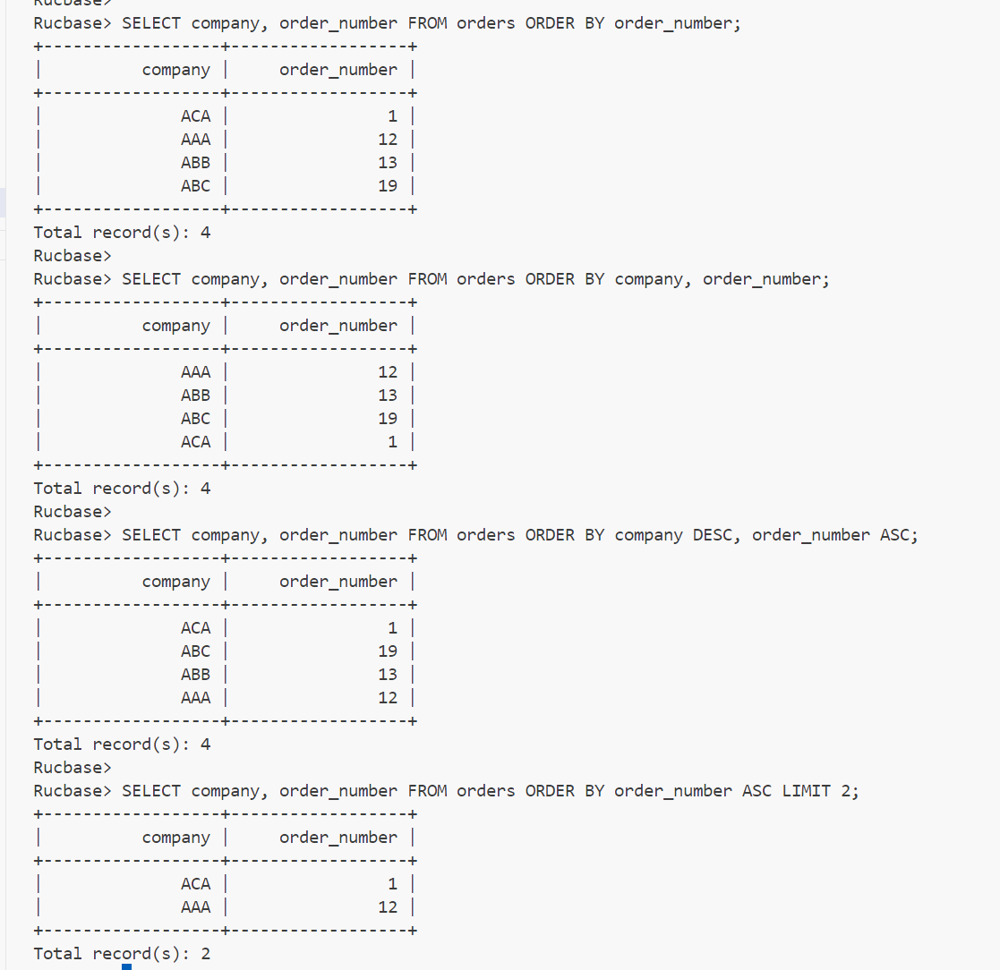 Rucbase>
Rucbase> SELECT company, order_number FROM orders ORDER BY order_number;
+------------------+------------------+
|          company |     order_number |
+------------------+------------------+
|              ACA |                1 |
|              AAA |               12 |
|              ABB |               13 |
|              ABC |               19 |
+------------------+------------------+
Total record(s): 4
Rucbase>
Rucbase> SELECT company, order_number FROM orders ORDER BY company, order_number;
+------------------+------------------+
|          company |     order_number |
+------------------+------------------+
|              AAA |               12 |
|              ABB |               13 |
|              ABC |               19 |
|              ACA |                1 |
+------------------+------------------+
Total record(s): 4
Rucbase>
Rucbase> SELECT company, order_number FROM orders ORDER BY company DESC, order_number ASC;
+------------------+------------------+
|          company |     order_number |
+------------------+------------------+
|              ACA |                1 |
|              ABC |               19 |
|              ABB |               13 |
|              AAA |               12 |
+------------------+------------------+
Total record(s): 4
Rucbase>
Rucbase> SELECT company, order_number FROM orders ORDER BY order_number ASC LIMIT 2;
+------------------+------------------+
|          company |     order_number |
+------------------+------------------+
|              ACA |                1 |
|              AAA |               12 |
+------------------+------------------+
Total record(s): 2